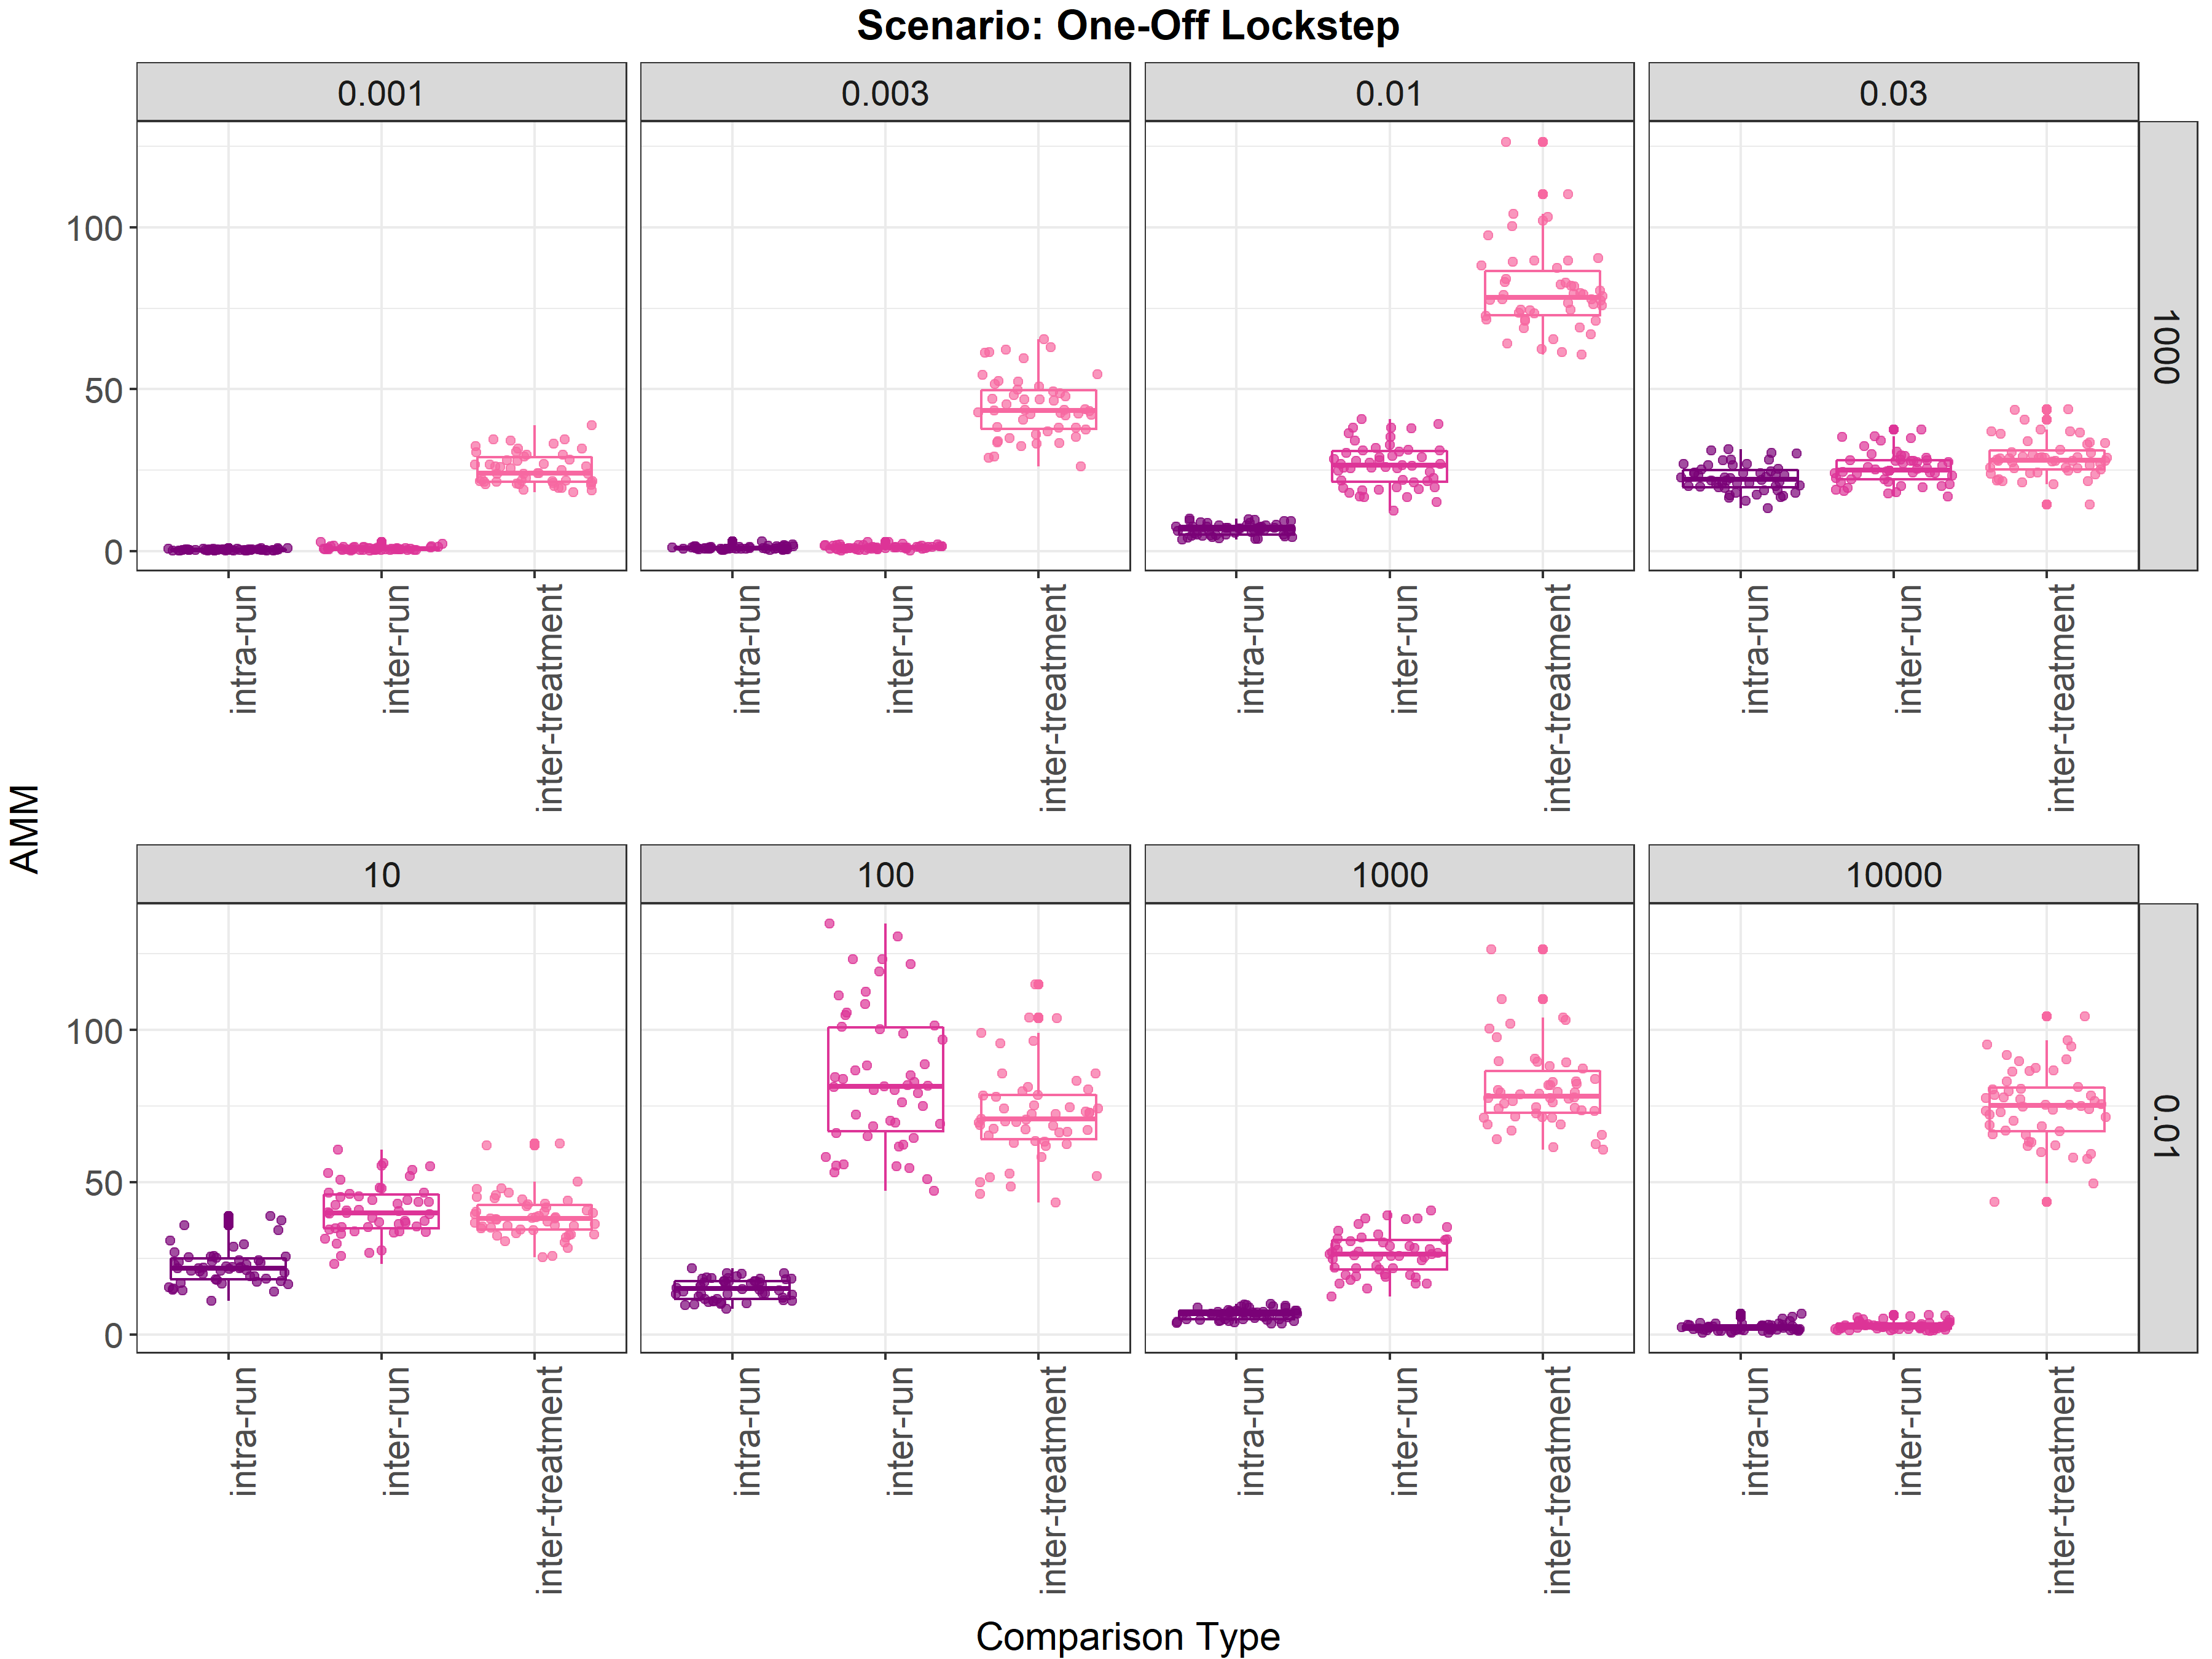 Scenario: One-Off Lockstep
0.001 0.003 0.01 0.03
1000
100
50
0
intra-run inter-run inter-treatment intra-run inter-run inter-treatment intra-run inter-run inter-treatment intra-run inter-run inter-treatment
AMM
10 100 1000 10000
0.01
100
50
0
intra-run inter-run inter-treatment intra-run inter-run inter-treatment intra-run inter-run inter-treatment intra-run inter-run inter-treatment
Comparison Type